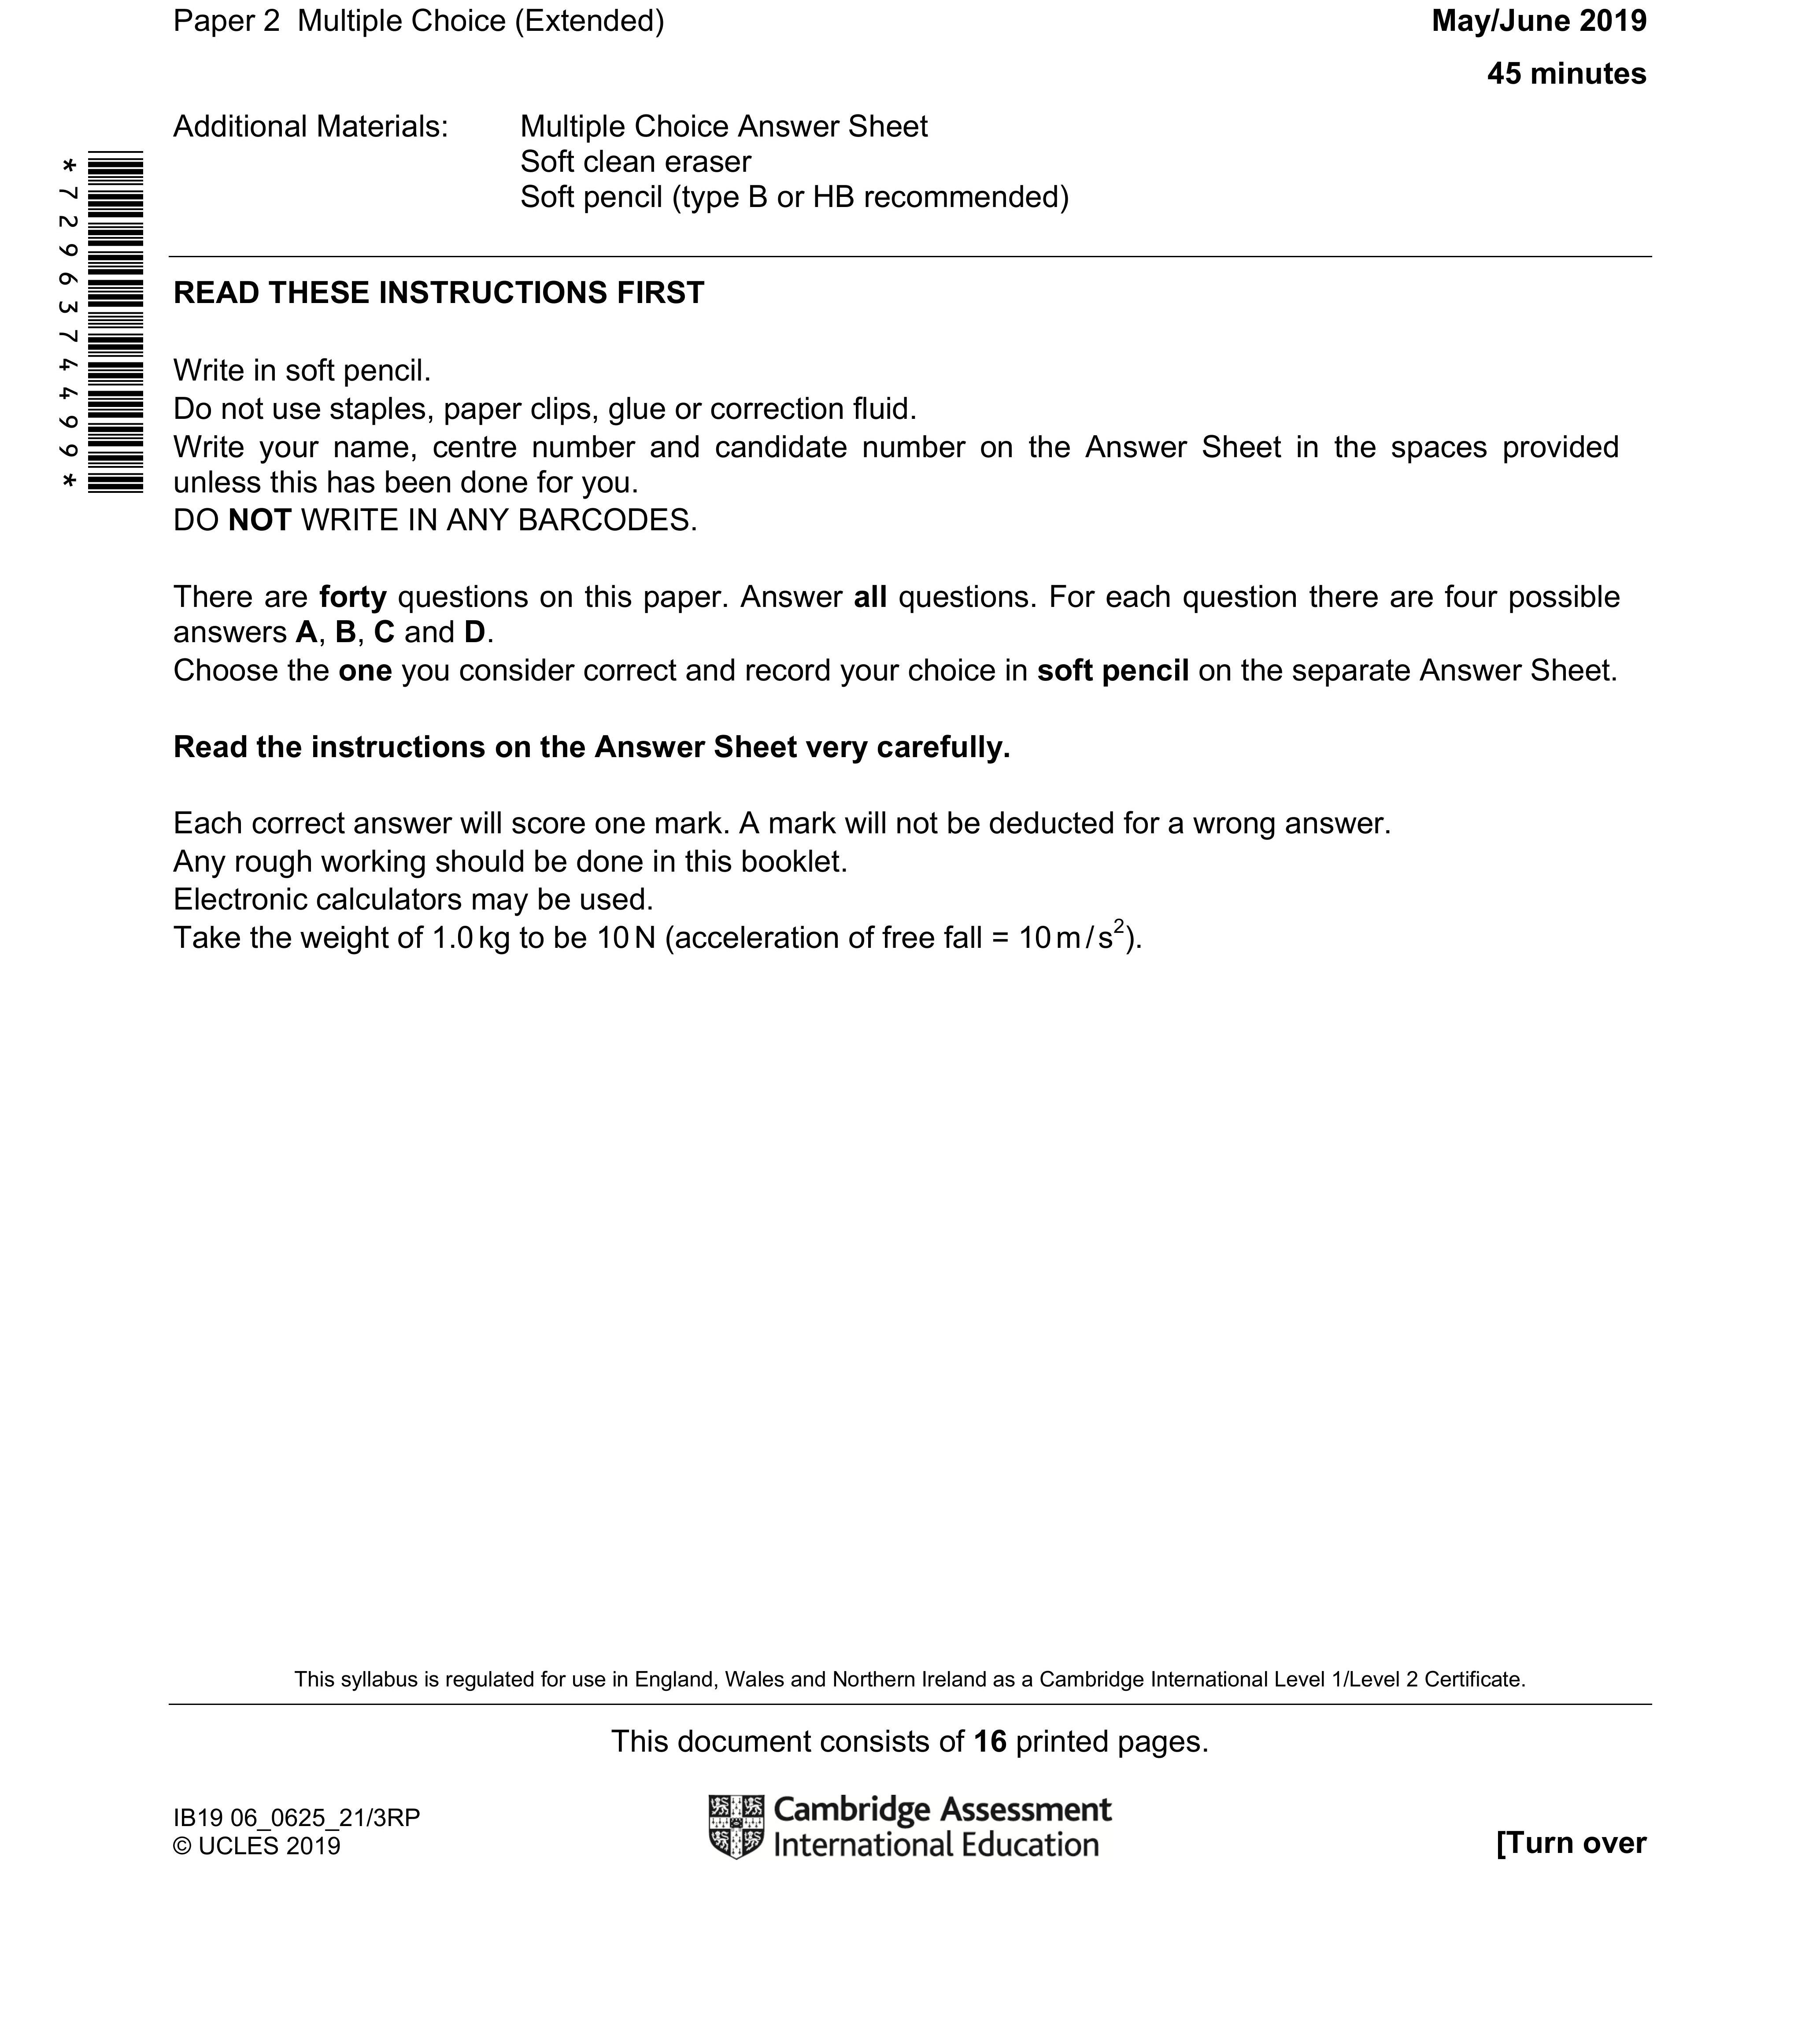 Paper 2  Multiple Choice (Extended)
May/June 2019
45 minutes
Additional Materials:
Multiple Choice Answer Sheet
Soft clean eraser
Soft pencil (type B or HB recommended)
*7296374499*
READ THESE INSTRUCTIONS FIRST
Write in soft pencil.
Do not use staples, paper clips, glue or correction fluid.
Write your name, centre number and candidate number on the Answer Sheet in the spaces provided
unless this has been done for you.
DO NOT WRITE IN ANY BARCODES.
There are forty questions on this paper. Answer all questions. For each question there are four possible
answers A, B, C and D.
Choose the one you consider correct and record your choice in soft pencil on the separate Answer Sheet.
Read the instructions on the Answer Sheet very carefully.
Each correct answer will score one mark. A mark will not be deducted for a wrong answer.
Any rough working should be done in this booklet.
Electronic calculators may be used.
Take the weight of 1.0 kg to be 10 N (acceleration of free fall = 10 m / s²).
This syllabus is regulated for use in England, Wales and Northern Ireland as a Cambridge International Level 1/Level 2 Certificate.
This document consists of 16 printed pages.
IB19 06_0625_21/3RP
© UCLES 2019
Cambridge Assessment
International Education
[Turn over